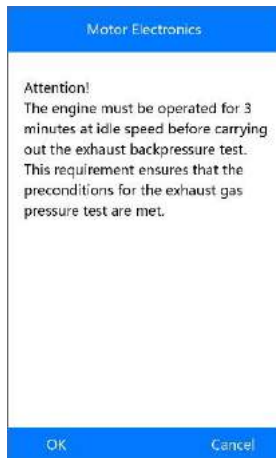 Motor Electronics
Attention!
The engine must be operated for 3
minutes at idle speed before carrying
out the exhaust backpressure test.
This requirement ensures that the
preconditions for the exhaust gas
pressure test are met.
OK
Cancel